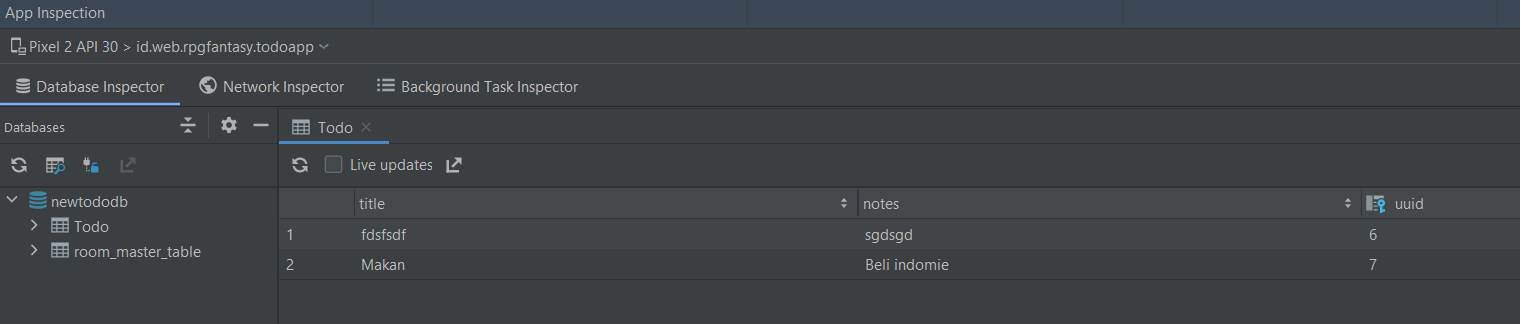 App Inspection
Pixel 2 API 30 > id.web.rpgfantasy.todoapp
Database Inspector Network Inspector Background Task Inspector
Databases Todo
Live updates
newtododb title notes uuid
Todo 1 fdsfsdf sgdsgd 6
room_master_table 2 Makan Beli indomie 7